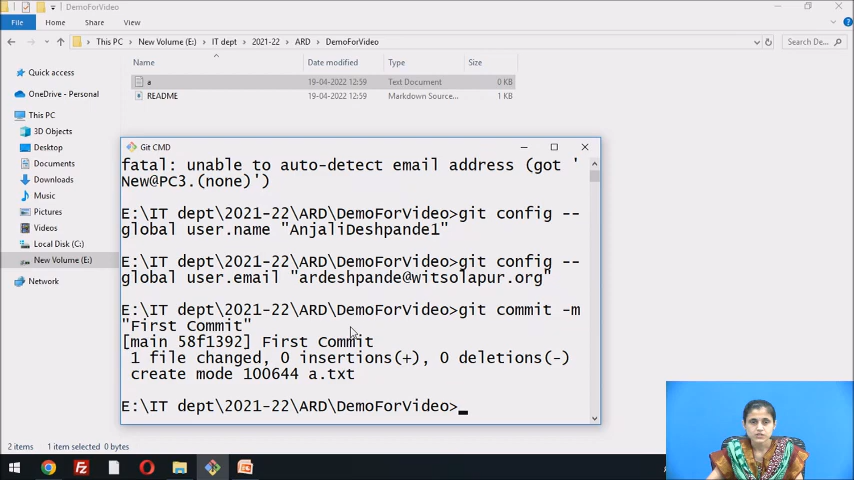 DemoForVideo
File Home Share View
This PC > New Volume (E:) > IT dept > 2021-22 > ARD > DemoForVideo
Search De...
Name Date modified Type Size
Quick access
a 19-04-2022 12:59 Text Document 0 KB
OneDrive - Personal
README 19-04-2022 12:59 Markdown Source... 1 KB
This PC
3D Objects
Desktop
Documents
Downloads
Music
Pictures
Videos
Local Disk (C:)
New Volume (E:)
Network
Git CMD
fatal: unable to auto-detect email address (got '
New@PC3.(none)')
E:\IT dept\2021-22\ARD\DemoForVideo>git config --
global user.name "AnjaliDeshpande1"
E:\IT dept\2021-22\ARD\DemoForVideo>git config --
global user.email "ardeshpande@witsolapur.org"
E:\IT dept\2021-22\ARD\DemoForVideo>git commit -m
"First Commit"
[main 58f1392] First Commit
1 file changed, 0 insertions(+), 0 deletions(-)
create mode 100644 a.txt
E:\IT dept\2021-22\ARD\DemoForVideo>
2 items 1 item selected 0 bytes